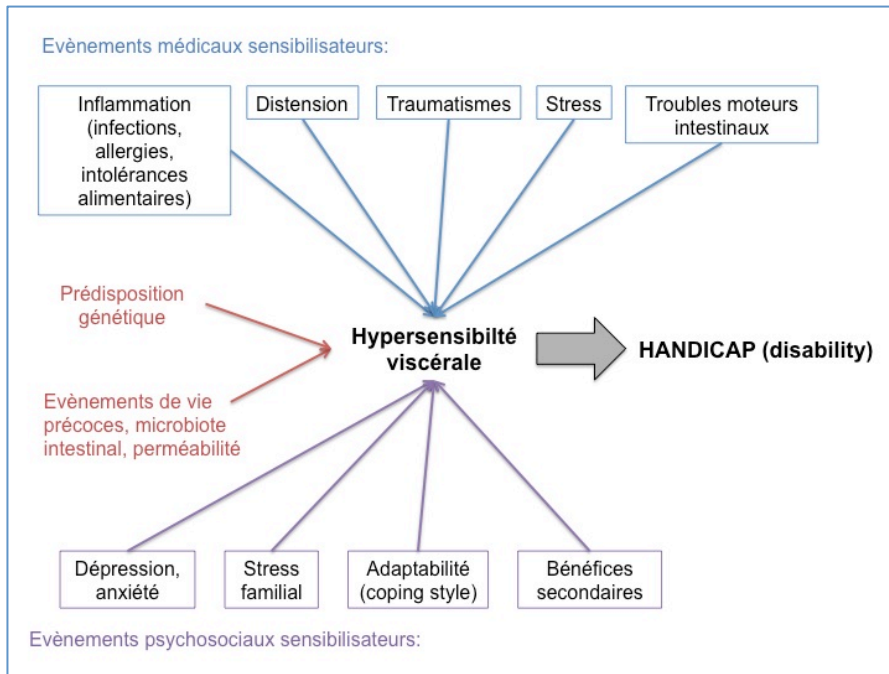 Evènements médicaux sensibilisateurs:
Inflammation
(infections,
allergies,
intolérances
alimentaires)
Distension
Traumatismes
Stress
Troubles moteurs
intestinaux
Prédisposition
génétique
Hypersensibilté
viscérale
HANDICAP (disability)
Evènements de vie
précoces, microbiote
intestinal, perméabilité
Dépression,
anxiété
Stress
familial
Adaptabilité
(coping style)
Bénéfices
secondaires
Evènements psychosociaux sensibilisateurs: